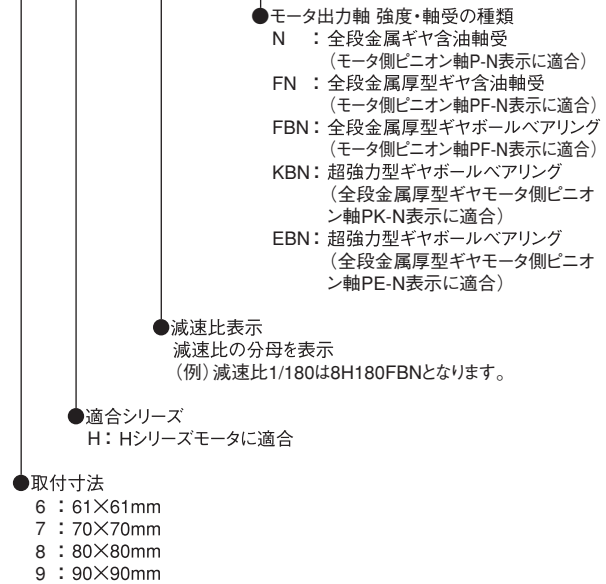 ●モータ出力軸 強度・軸受の種類
N ：全段金属ギヤ含油軸受
（モータ側ピニオン軸P-N表示に適合）
FN ：全段金属厚型ギヤ含油軸受
（モータ側ピニオン軸PF-N表示に適合）
FBN：全段金属厚型ギヤボールベアリング
（モータ側ピニオン軸PF-N表示に適合）
KBN：超強力型ギヤボールベアリング
（全段金属厚型ギヤモータ側ピニオ
ン軸PK-N表示に適合）
EBN：超強力型ギヤボールベアリング
（全段金属厚型ギヤモータ側ピニオ
ン軸PE-N表示に適合）
●減速比表示
減速比の分母を表示
（例）減速比1/180は8H180FBNとなります。
●適合シリーズ
H：Hシリーズモータに適合
●取付寸法
6 ：61×61mm
7 ：70×70mm
8 ：80×80mm
9 ：90×90mm